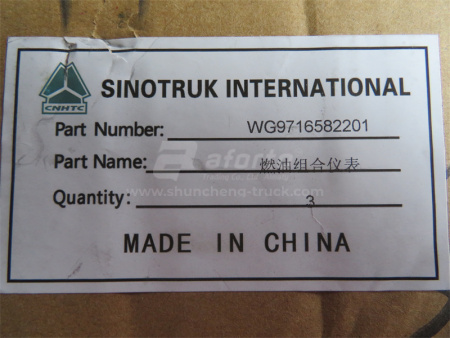 CNHTC
SINOTRUK INTERNATIONAL
Part Number: WG9716582201
Part Name: 燃油组合仪表
Quantity: 3
MADE IN CHINA
www.shuncheng-truck.com